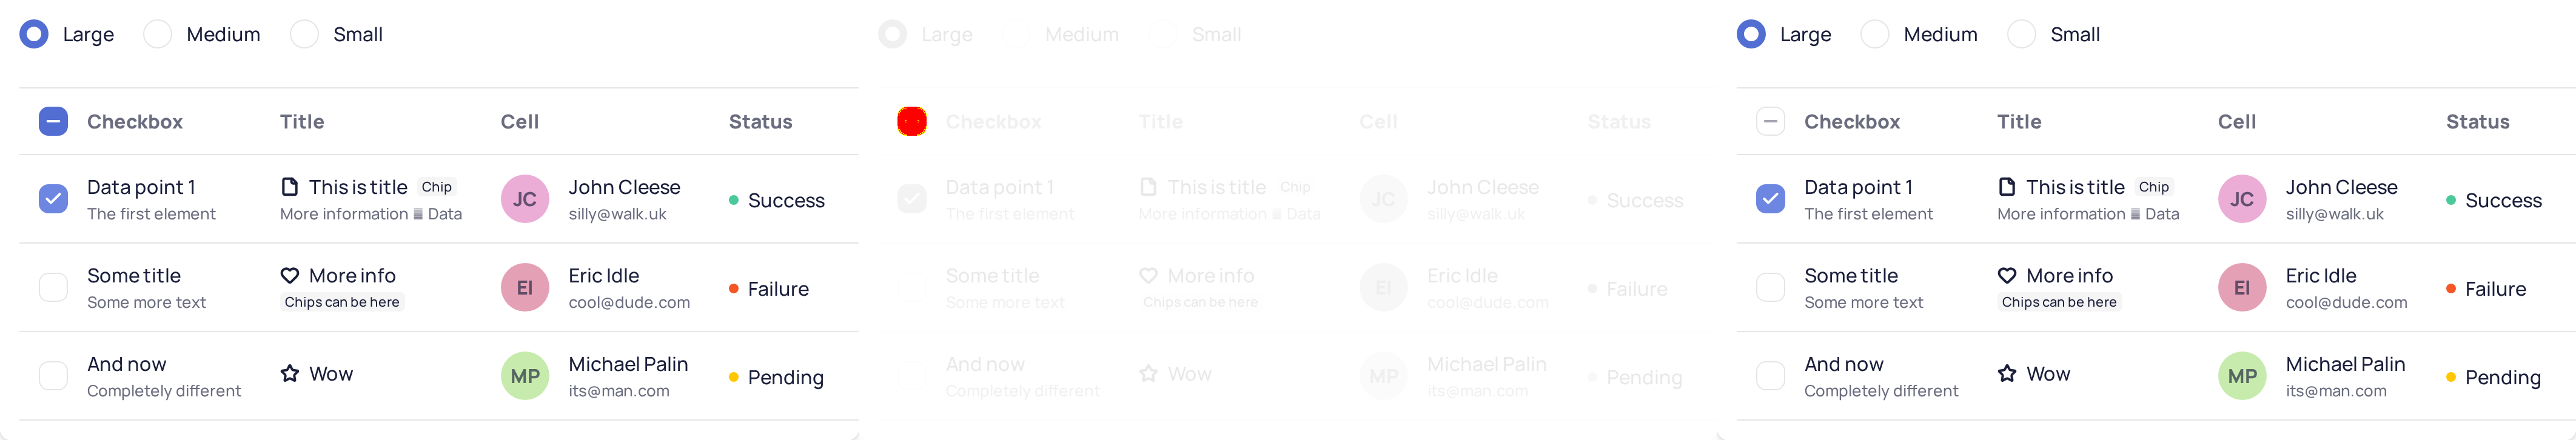 Large Medium Small
Checkbox Title Cell Status
Data point 1 This is title Chip JC John Cleese Success
The first element More information Data silly@walk.uk
Some title More info EI Eric Idle Failure
Some more text Chips can be here cool@dude.com
And now Wow MP Michael Palin Pending
Completely different its@man.com
Large Medium Small
Checkbox Title Cell Status
Data point 1 This is title Chip JC John Cleese Success
The first element More information Data silly@walk.uk
Some title More info EI Eric Idle Failure
Some more text Chips can be here cool@dude.com
And now Wow MP Michael Palin Pending
Completely different its@man.com
Large Medium Small
Checkbox Title Cell Status
Data point 1 This is title Chip JC John Cleese Success
The first element More information Data silly@walk.uk
Some title More info EI Eric Idle Failure
Some more text Chips can be here cool@dude.com
And now Wow MP Michael Palin Pending
Completely different its@man.com